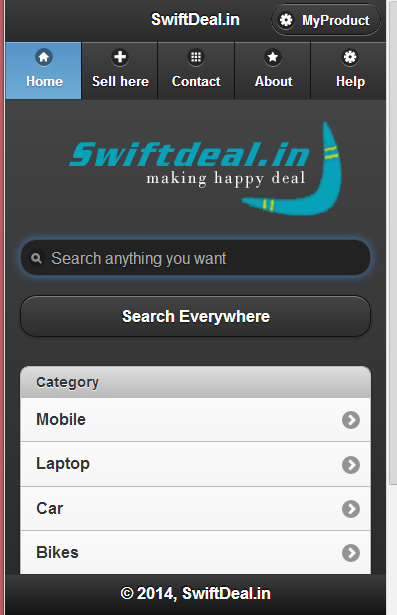 SwiftDeal.in
MyProduct
Home
Sell here
Contact
About
Help
Swiftdeal.in
making happy deal
Search anything you want
Search Everywhere
Category
Mobile
Laptop
Car
Bikes
© 2014, SwiftDeal.in